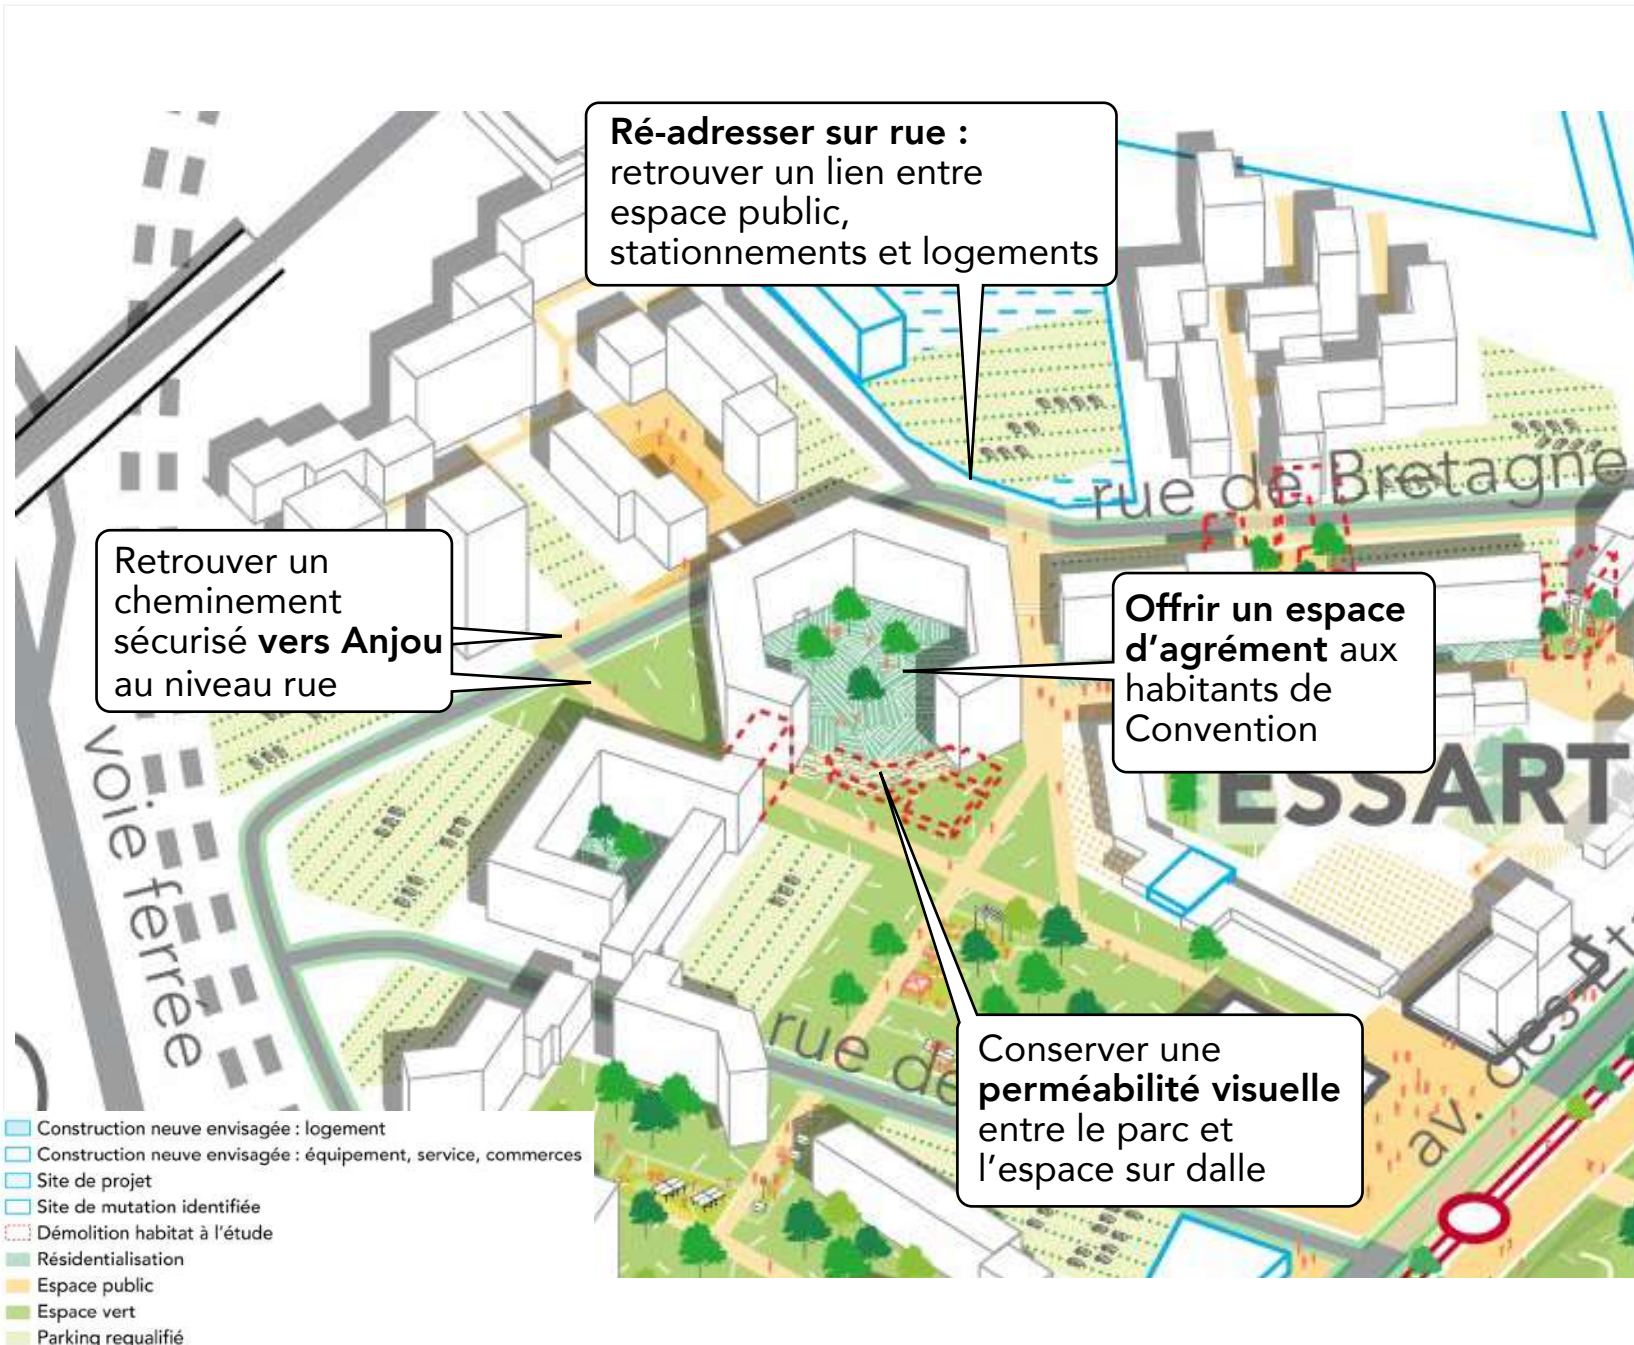 Ré-adresser sur rue :
retrouver un lien entre
espace public,
stationnements et logements
rue de Bretagne
Retrouver un
cheminement
sécurisé vers Anjou
au niveau rue
Offrir un espace
d'agrément aux
habitants de
Convention
ESSART
voie ferrée
rue de
Conserver une
perméabilité visuelle
entre le parc et
l'espace sur dalle
av. des
Construction neuve envisagée : logement
Construction neuve envisagée : équipement, service, commerces
Site de projet
Site de mutation identifiée
Démolition habitat à l'étude
Résidentialisation
Espace public
Espace vert
Parking requalifié